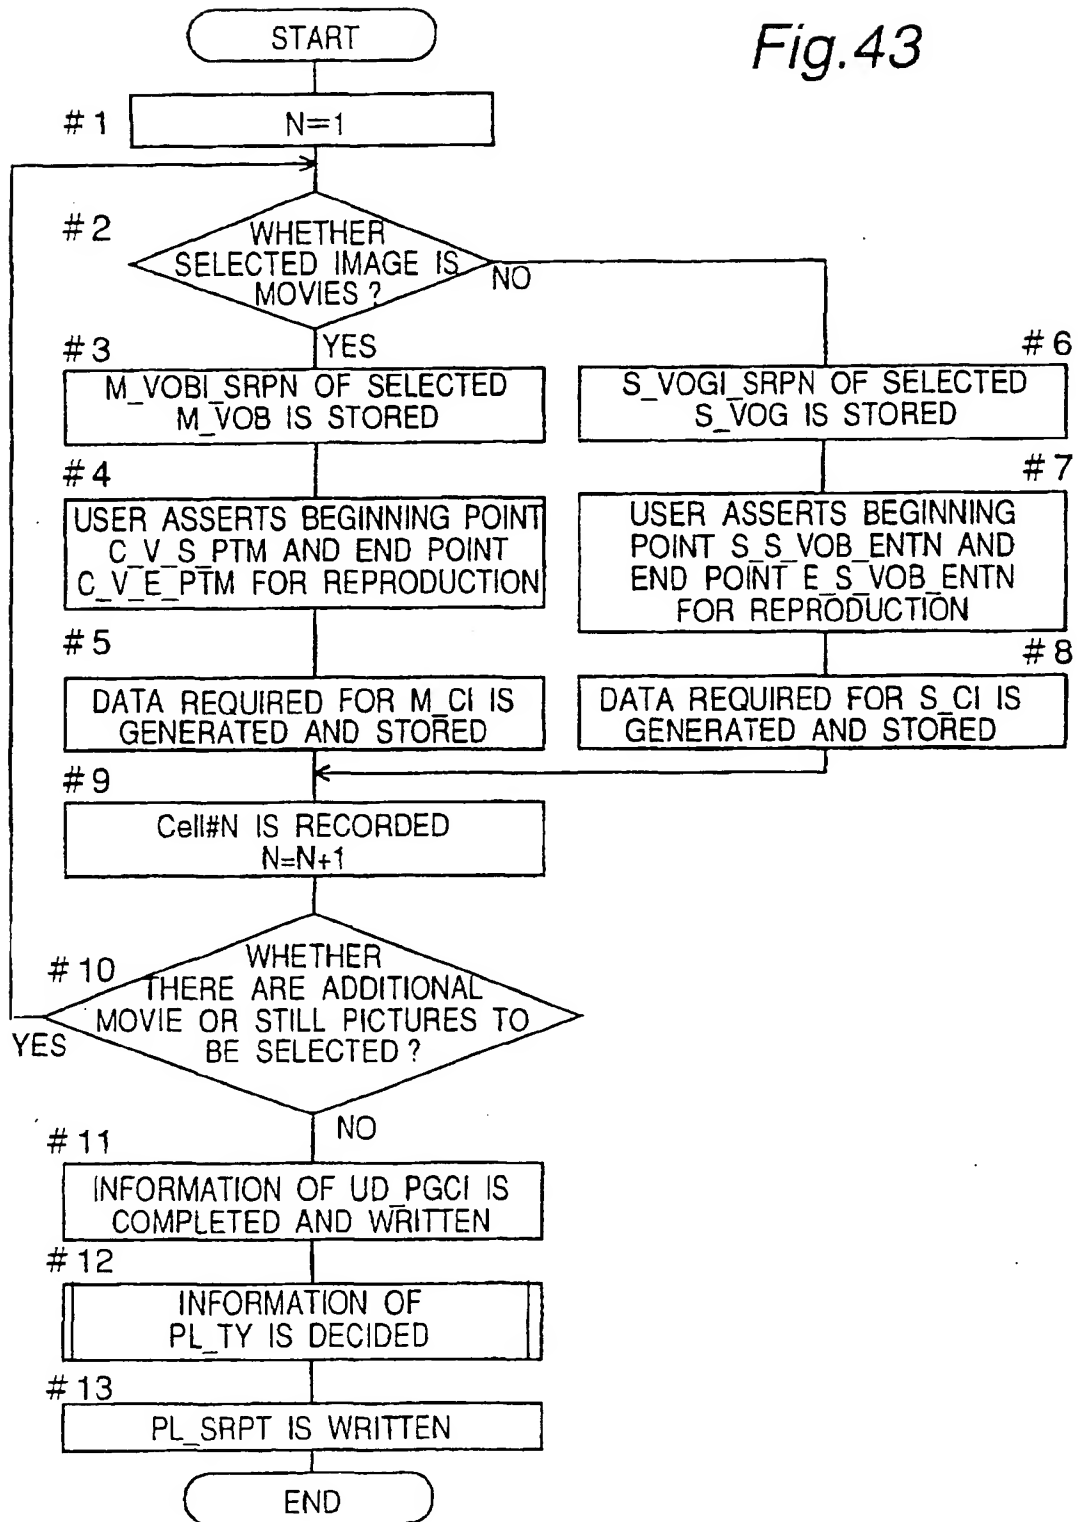 Fig.43
START
#1
N=1
#2
WHETHER
SELECTED IMAGE IS
MOVIES?
NO
YES
#3
M_VOBI_SRPN OF SELECTED
M_VOB IS STORED
#4
USER ASSERTS BEGINNING POINT
C_V_S_PTM AND END POINT
C_V_E_PTM FOR REPRODUCTION
#5
DATA REQUIRED FOR M_CI IS
GENERATED AND STORED
#6
S_VOGI_SRPN OF SELECTED
S_VOG IS STORED
#7
USER ASSERTS BEGINNING
POINT S_S_VOB_ENTN AND
END POINT E_S_VOB_ENTN
FOR REPRODUCTION
#8
DATA REQUIRED FOR S_CI IS
GENERATED AND STORED
#9
Cell#N IS RECORDED
N=N+1
#10
WHETHER
THERE ARE ADDITIONAL
MOVIE OR STILL PICTURES TO
BE SELECTED?
YES
NO
#11
INFORMATION OF UD_PGCI IS
COMPLETED AND WRITTEN
#12
INFORMATION OF
PL_TY IS DECIDED
#13
PL_SRPT IS WRITTEN
END